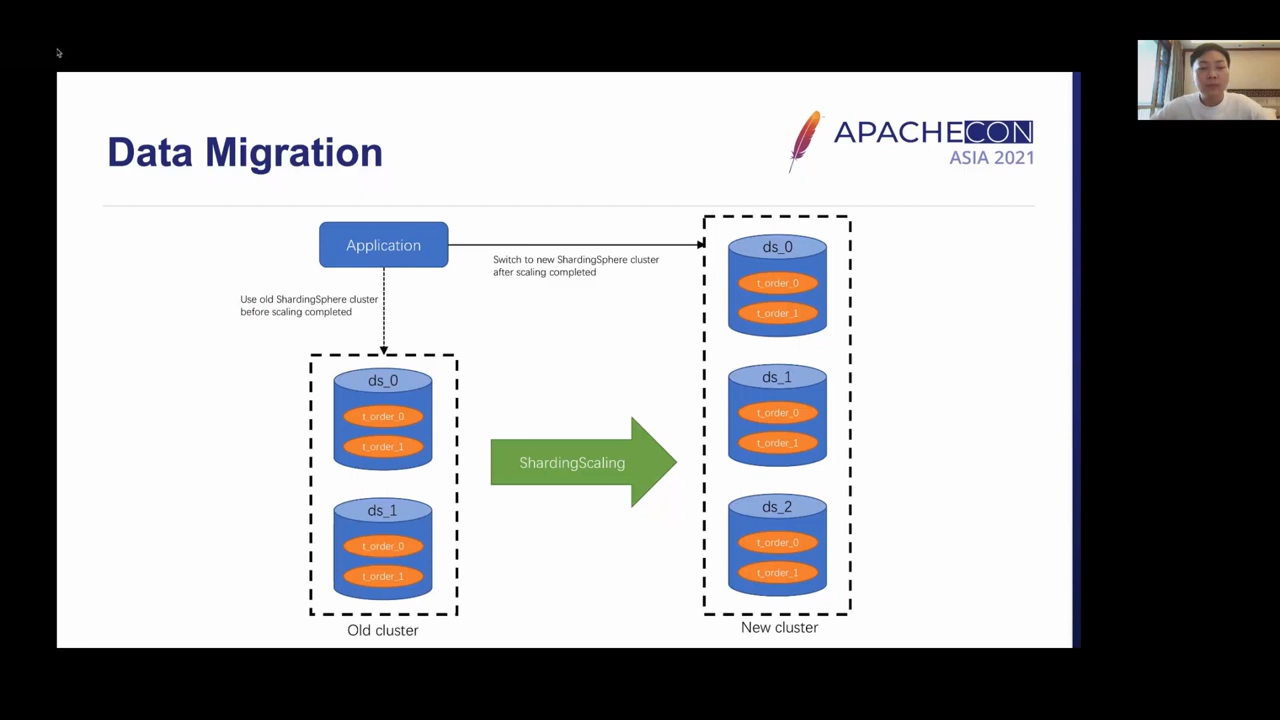 Data Migration
APACHECON
ASIA 2021
Application
Switch to new ShardingSphere cluster
after scaling completed
Use old ShardingSphere cluster
before scaling completed
ds_0
t_order_0
t_order_1
ds_1
t_order_0
t_order_1
Old cluster
ShardingScaling
ds_0
t_order_0
t_order_1
ds_1
t_order_0
t_order_1
ds_2
t_order_0
t_order_1
New cluster